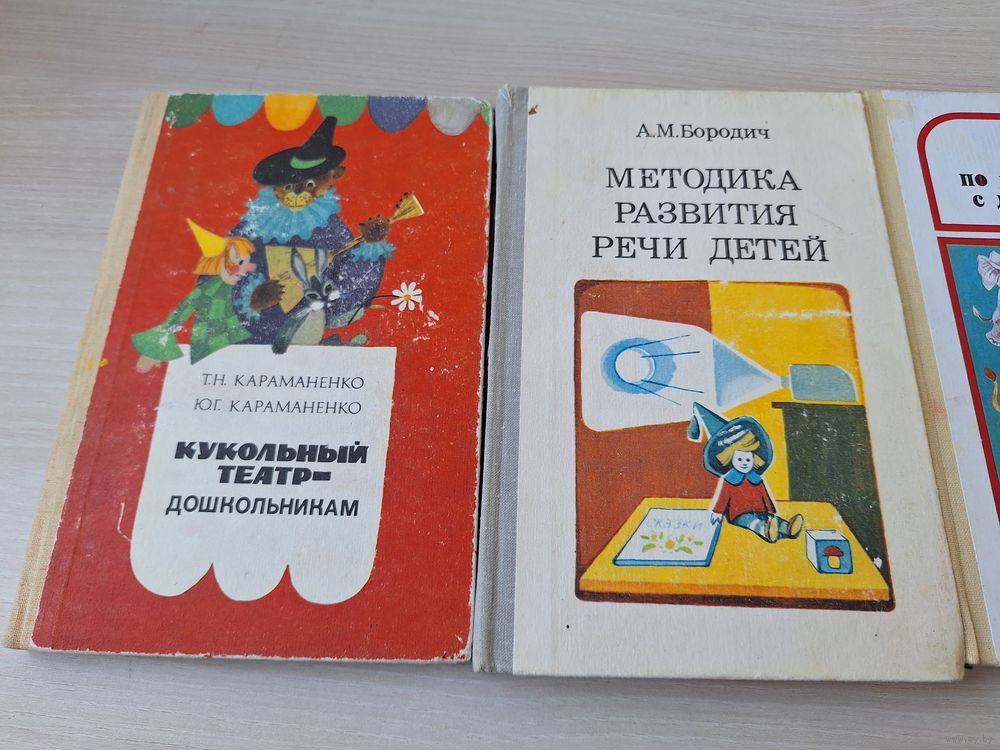 Т.Н. КАРАМАНЕНКО
Ю.Г. КАРАМАНЕНКО
КУКОЛЬНЫЙ
ТЕАТР-
ДОШКОЛЬНИКАМ
А.М.Бородич
МЕТОДИКА
РАЗВИТИЯ
РЕЧИ ДЕТЕЙ
СКАЗКИ
ПО
С